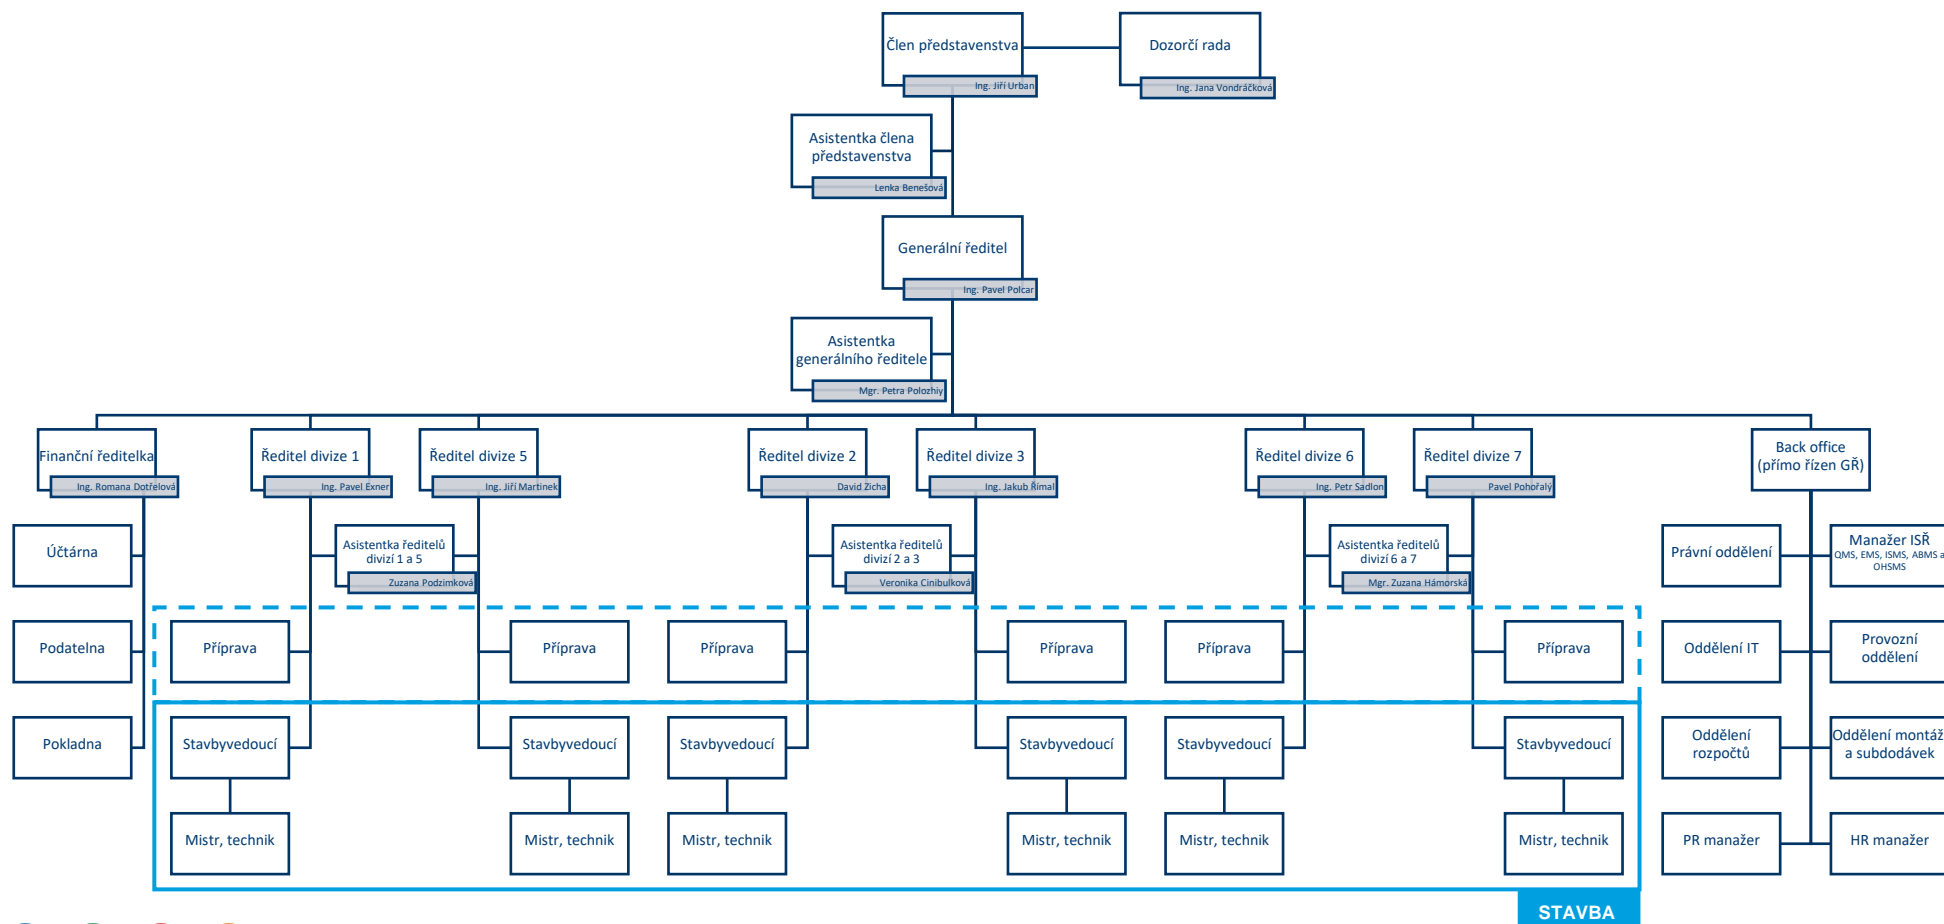 Člen představenstva
Ing. Jiří Urban
Dozorčí rada
Ing. Jana Vondráčková
Asistentka člena
představenstva
Lenka Benešová
Generální ředitel
Ing. Pavel Polcar
Asistentka
generálního ředitele
Mgr. Petra Polozhiy
Finanční ředitelka
Ing. Romana Dotřelová
Ředitel divize 1
Ing. Pavel Exner
Ředitel divize 5
Ing. Jiří Martinek
Ředitel divize 2
David Zicha
Ředitel divize 3
Ing. Jakub Římal
Ředitel divize 6
Ing. Petr Sadlon
Ředitel divize 7
Pavel Pohořalý
Back office
(přímo řízen GŘ)
Účtárna
Asistentka ředitelů
divizí 1 a 5
Zuzana Podzimková
Asistentka ředitelů
divizí 2 a 3
Veronika Cinibulková
Asistentka ředitelů
divizí 6 a 7
Mgr. Zuzana Hámorská
Právní oddělení
Manažer ISŘ
QMS, EMS, ISMS, ABMS a
OHSMS
Podatelna
Příprava
Příprava
Příprava
Příprava
Příprava
Příprava
Oddělení IT
Provozní
oddělení
Pokladna
Stavbyvedoucí
Stavbyvedoucí
Stavbyvedoucí
Stavbyvedoucí
Stavbyvedoucí
Stavbyvedoucí
Oddělení
rozpočtů
Oddělení montáží
a subdodávek
Mistr, technik
Mistr, technik
Mistr, technik
Mistr, technik
Mistr, technik
Mistr, technik
PR manažer
HR manažer
STAVBA